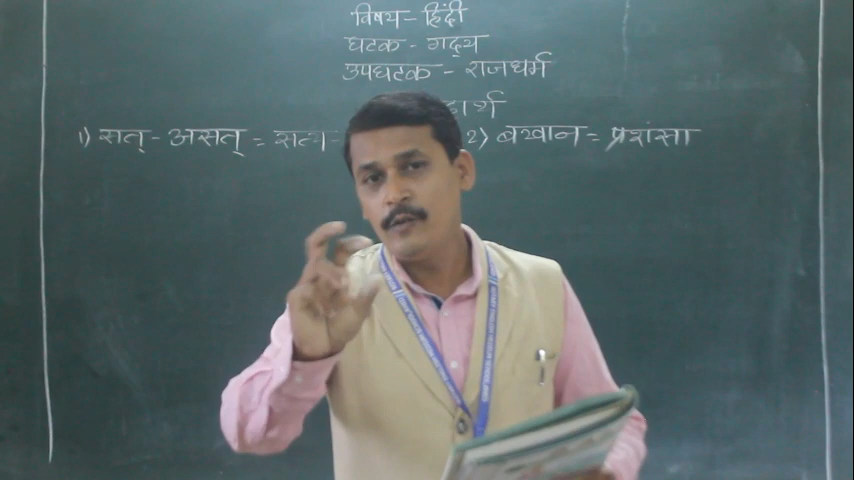 विषय - हिंदी
घटक - गद्य
उपघटक - राजधर्म
1) सत् - असत् = सत्य- 2) बखान = प्रशंसा